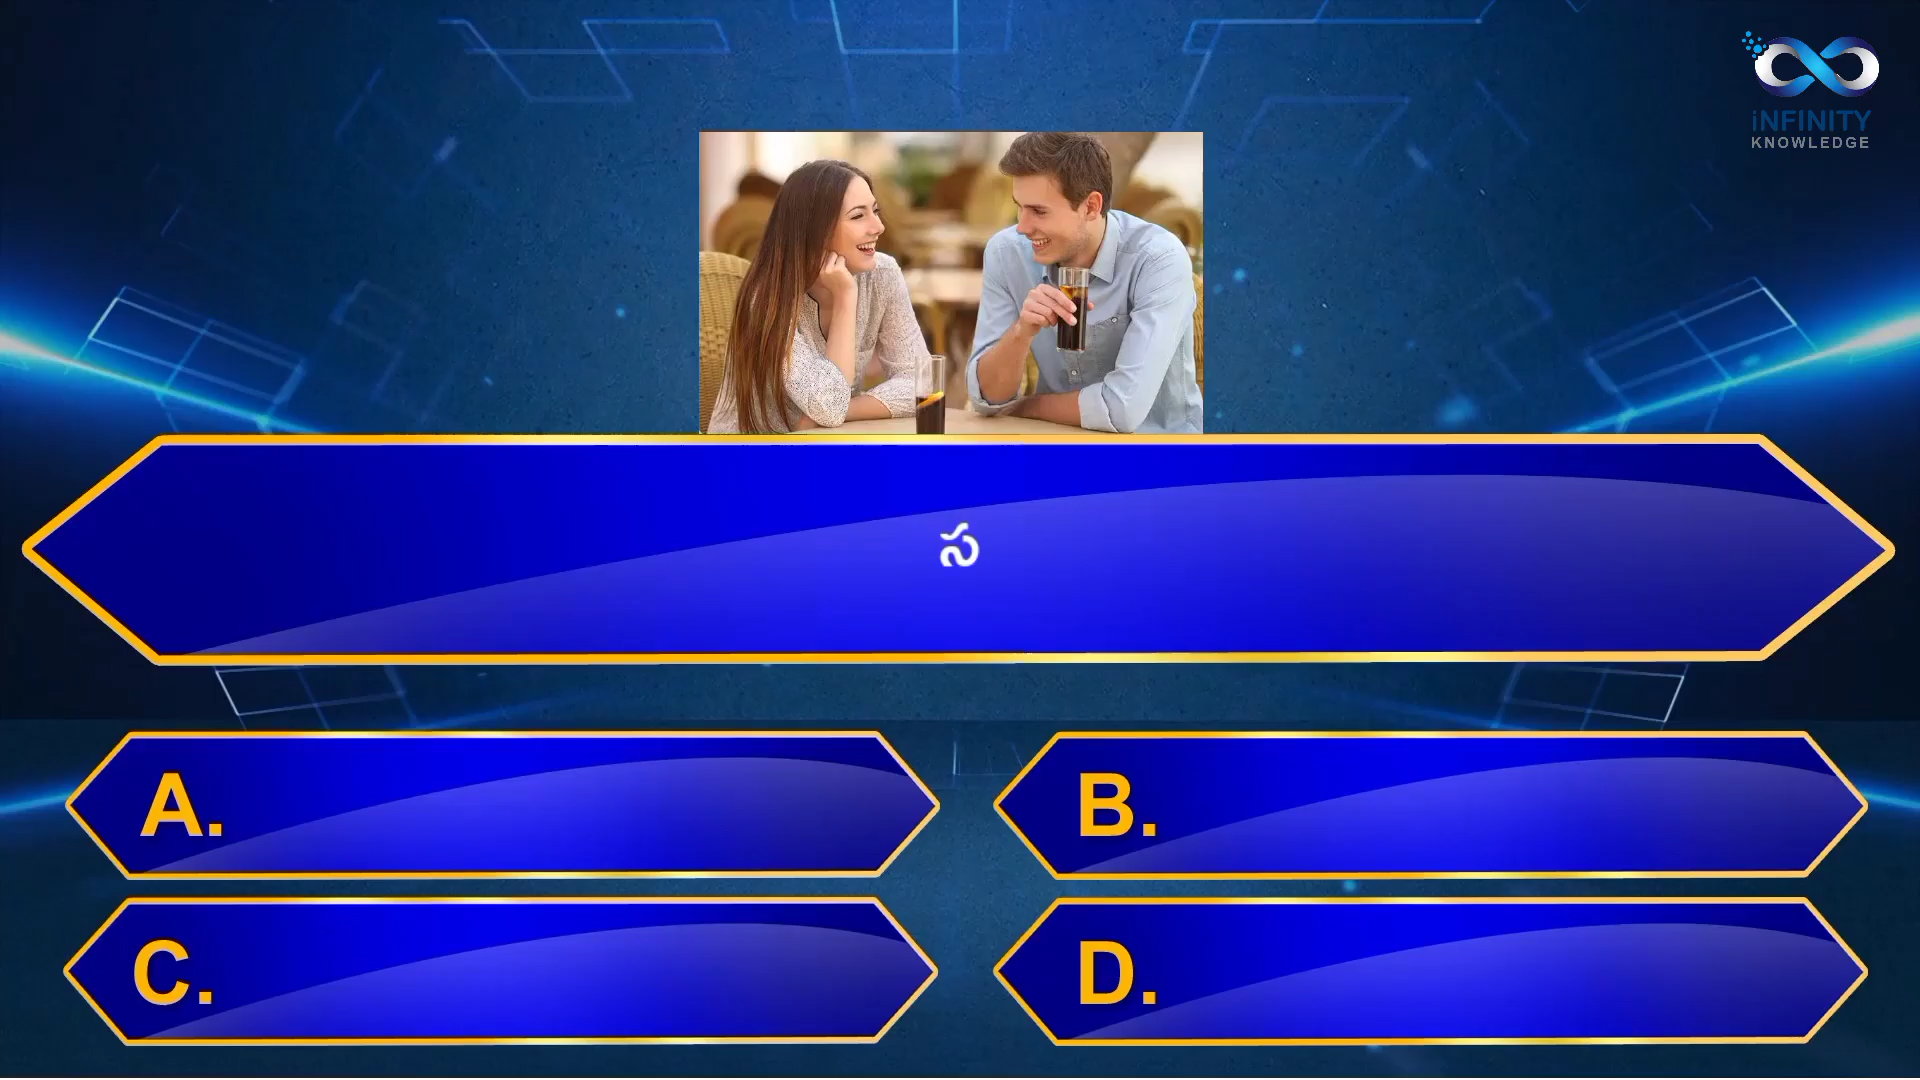 iNFINITY
KNOWLEDGE
స
A.
B.
C.
D.